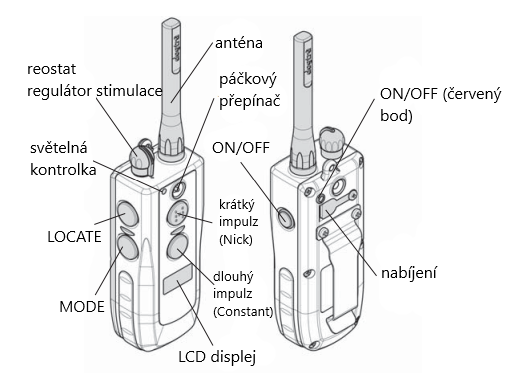 anténa
reostat
regulátor stimulace
páčkový
přepínač
ON/OFF (červený
bod)
světelná
kontrolka
ON/OFF
LOCATE
krátký
impulz
(Nick)
nabíjení
MODE
dlouhý
impulz
(Constant)
LCD displej